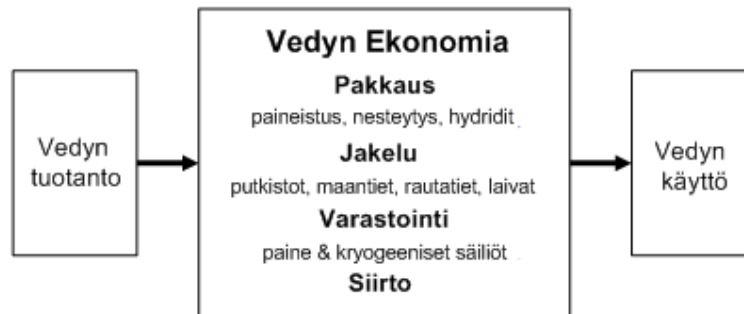 Vedyn
tuotanto
Vedyn Ekonomia
Pakkaus
paineistus, nesteytys, hydridit
Jakelu
putkistot, maantiet, rautatiet, laivat
Varastointi
paine & kryogeeniset säiliöt
Siirto
Vedyn
käyttö